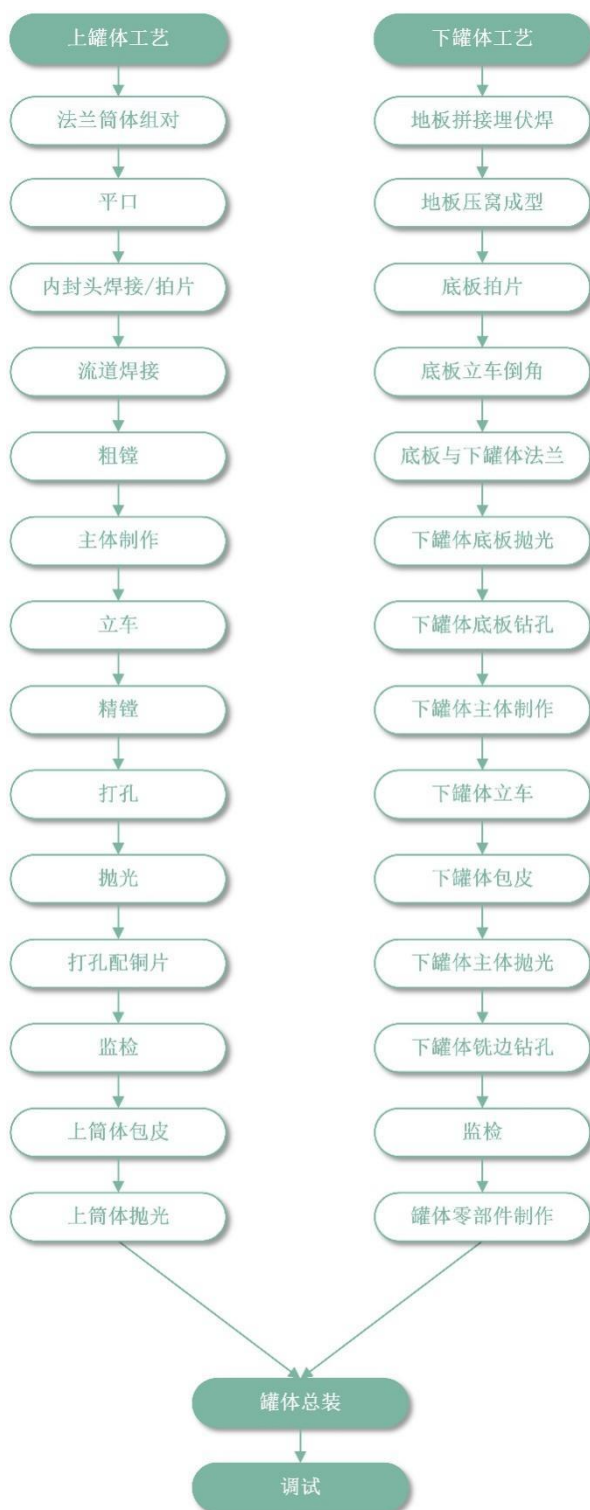 上罐体工艺
法兰筒体组对
平口
内封头焊接/拍片
流道焊接
粗镗
主体制作
立车
精镗
打孔
抛光
打孔配铜片
监检
上筒体包皮
上筒体抛光
下罐体工艺
地板拼接埋伏焊
地板压窝成型
底板拍片
底板立车倒角
底板与下罐体法兰
下罐体底板抛光
下罐体底板钻孔
下罐体主体制作
下罐体立车
下罐体包皮
下罐体主体抛光
下罐体铣边钻孔
监检
罐体零部件制作
罐体总装
调试